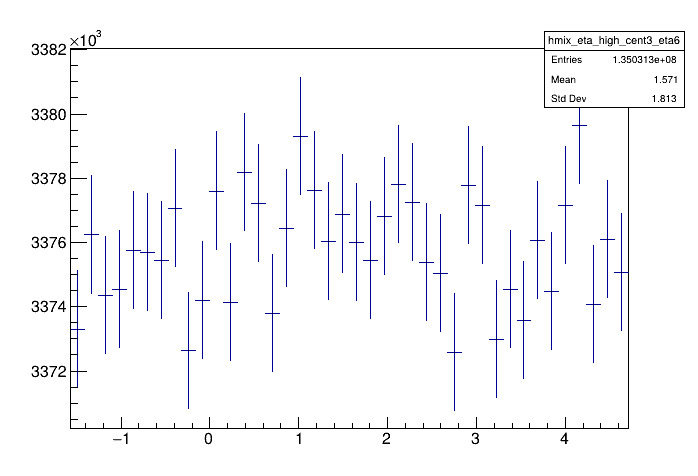 ×10³
hmix_eta_high_cent3_eta6
Entries 1.350313e+08
Mean 1.571
Std Dev 1.813
3382
3380
3378
3376
3374
3372
−1 0 1 2 3 4